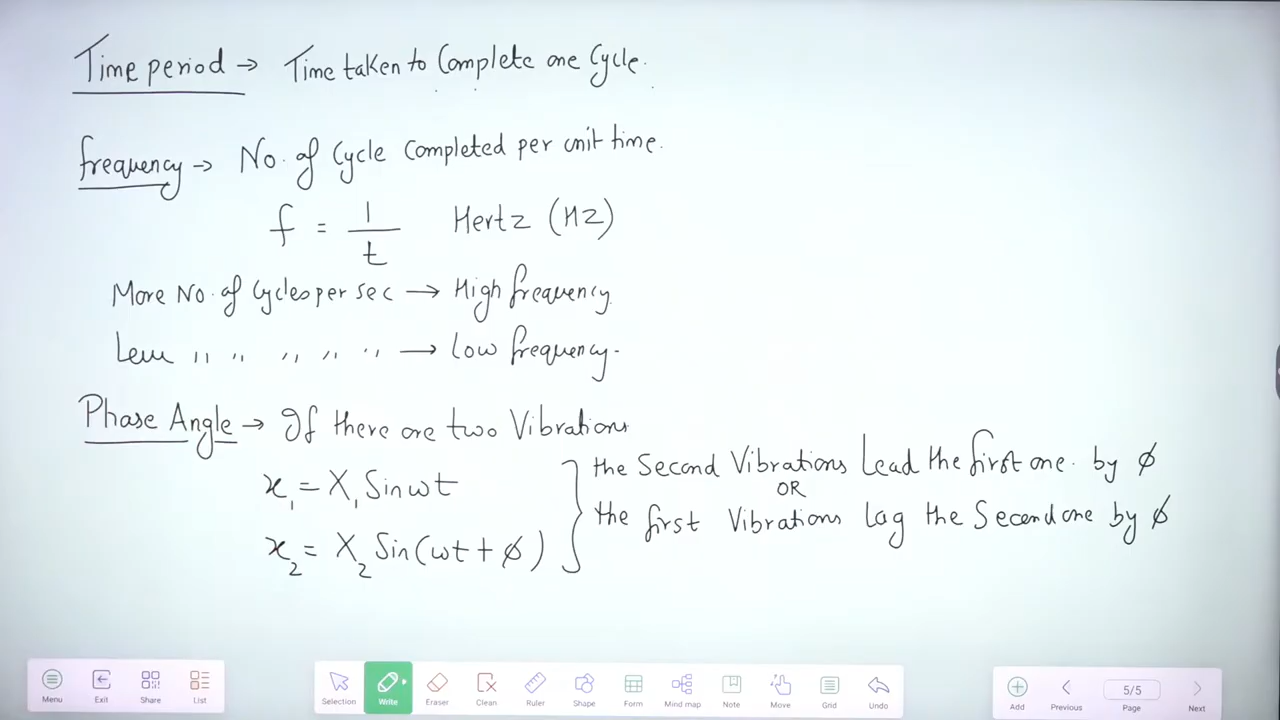 Time period → Time taken to Complete one Cycle.
frequency → No. of Cycle Completed per unit time.
f = 1/t Hertz (HZ)
More No. of Cycles per sec → High frequency.
Less '' '' '' '' '' → Low frequency.
Phase Angle → If there are two Vibrations
x₁ = X₁ Sin ωt
x₂ = X₂ Sin(ωt + ø)
the Second Vibrations Lead the first one. by ø
OR
the first Vibrations lag the Second one by ø
Menu Exit Share List Selection Write Eraser Clean Ruler Shape Form Mind map Note Move Grid Undo Add Previous 5/5 Page Next